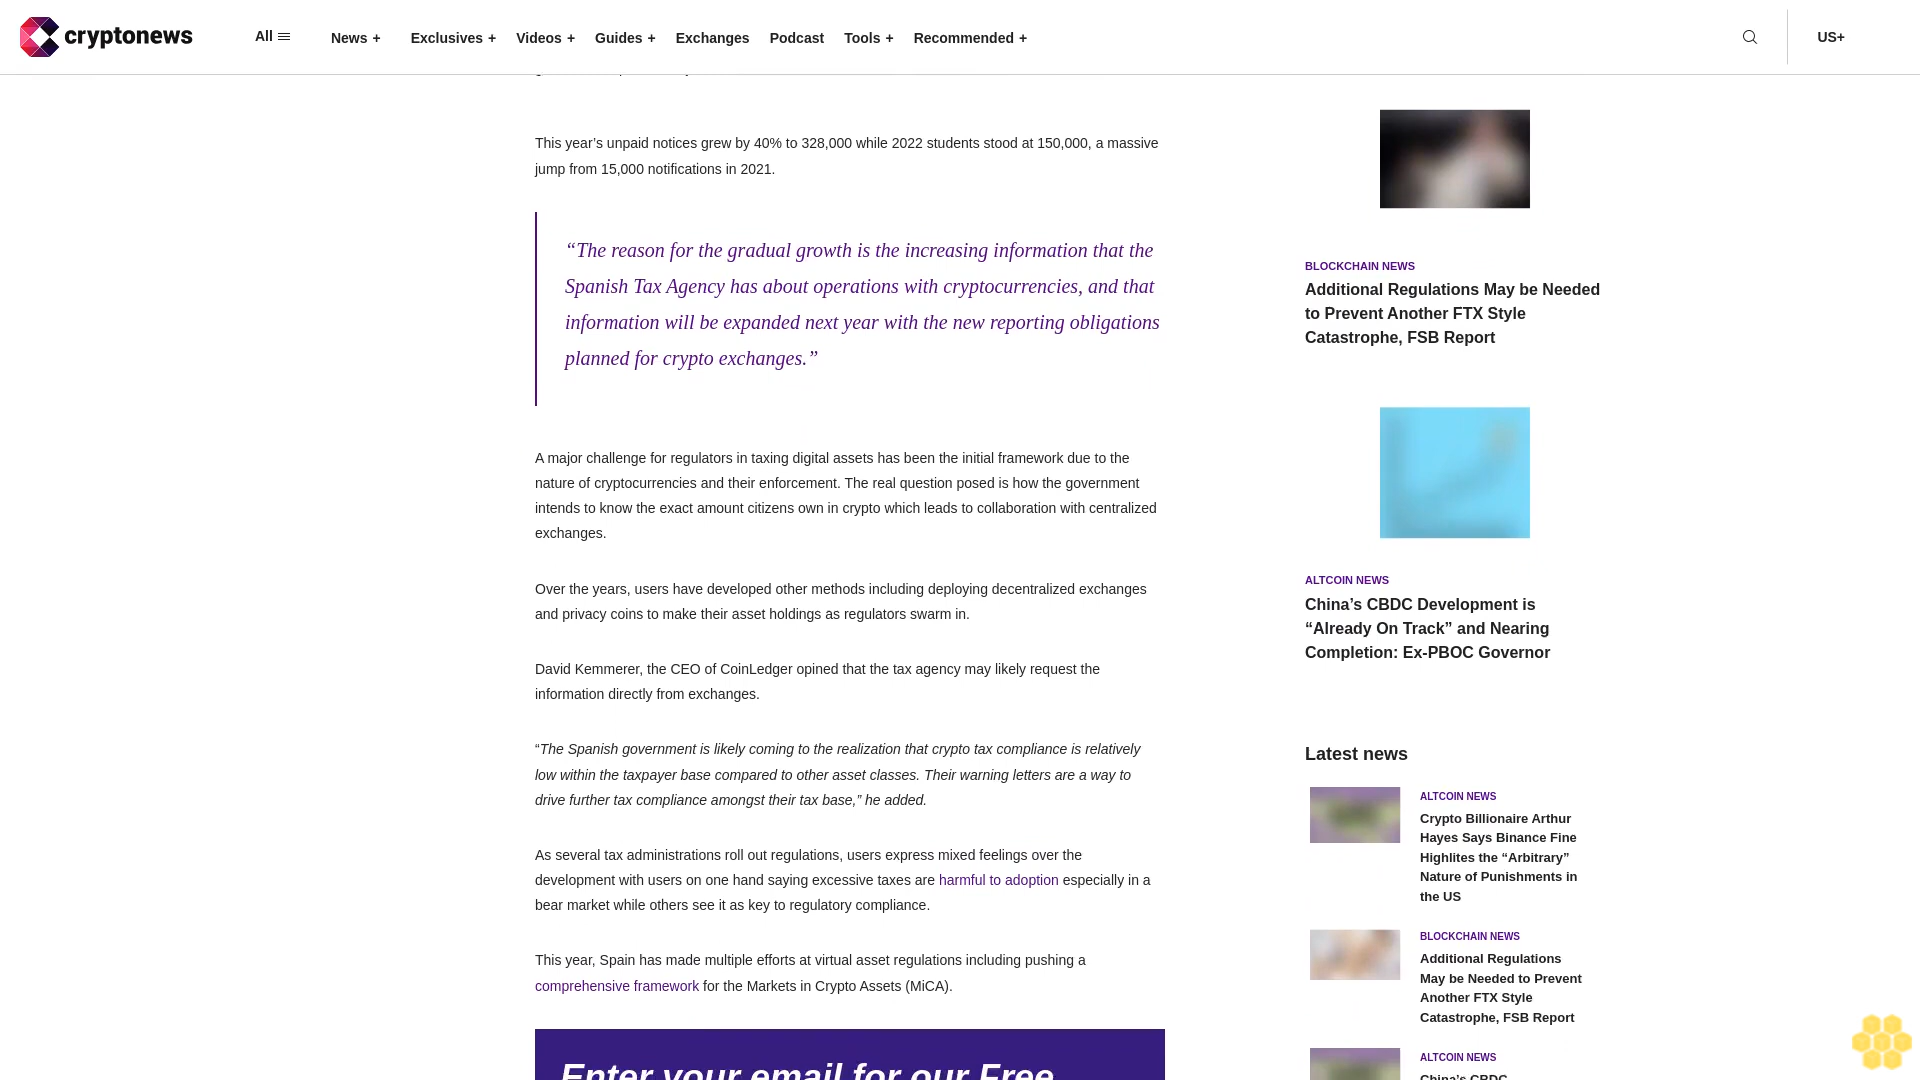 cryptonews
All
News +
Exclusives +
Videos +
Guides +
Exchanges
Podcast
Tools +
Recommended +
US+
This year’s unpaid notices grew by 40% to 328,000 while 2022 students stood at 150,000, a massive
jump from 15,000 notifications in 2021.
“The reason for the gradual growth is the increasing information that the
Spanish Tax Agency has about operations with cryptocurrencies, and that
information will be expanded next year with the new reporting obligations
planned for crypto exchanges.”
A major challenge for regulators in taxing digital assets has been the initial framework due to the
nature of cryptocurrencies and their enforcement. The real question posed is how the government
intends to know the exact amount citizens own in crypto which leads to collaboration with centralized
exchanges.
Over the years, users have developed other methods including deploying decentralized exchanges
and privacy coins to make their asset holdings as regulators swarm in.
David Kemmerer, the CEO of CoinLedger opined that the tax agency may likely request the
information directly from exchanges.
“The Spanish government is likely coming to the realization that crypto tax compliance is relatively
low within the taxpayer base compared to other asset classes. Their warning letters are a way to
drive further tax compliance amongst their tax base,” he added.
As several tax administrations roll out regulations, users express mixed feelings over the
development with users on one hand saying excessive taxes are harmful to adoption especially in a
bear market while others see it as key to regulatory compliance.
This year, Spain has made multiple efforts at virtual asset regulations including pushing a
comprehensive framework for the Markets in Crypto Assets (MiCA).
Enter your email for our Free
BLOCKCHAIN NEWS
Additional Regulations May be Needed
to Prevent Another FTX Style
Catastrophe, FSB Report
ALTCOIN NEWS
China’s CBDC Development is
“Already On Track” and Nearing
Completion: Ex-PBOC Governor
Latest news
ALTCOIN NEWS
Crypto Billionaire Arthur
Hayes Says Binance Fine
Highlites the “Arbitrary”
Nature of Punishments in
the US
BLOCKCHAIN NEWS
Additional Regulations
May be Needed to Prevent
Another FTX Style
Catastrophe, FSB Report
ALTCOIN NEWS
China’s CBDC